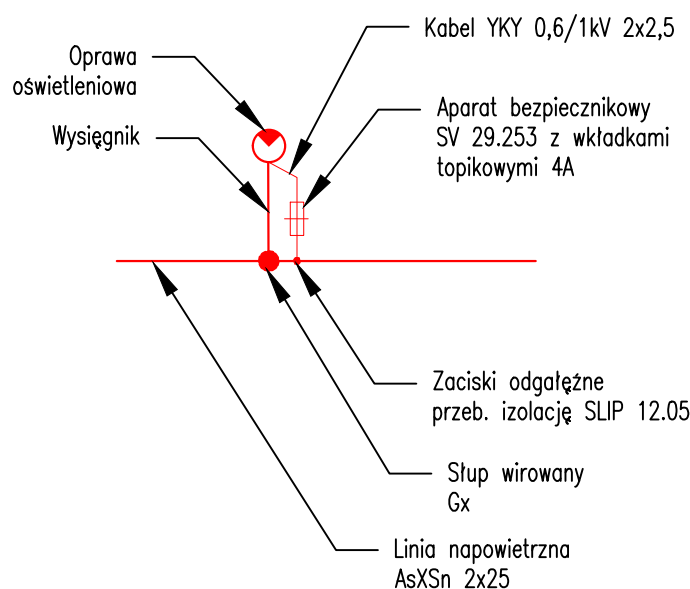 Kabel YKY 0,6/1kV 2x2,5
Oprawa
oświetleniowa
Wysięgnik
Aparat bezpiecznikowy
SV 29.253 z wkładkami
topikowymi 4A
Zaciski odgałęźne
przeb. izolację SLIP 12.05
Słup wirowany
Gx
Linia napowietrzna
AsXSn 2x25